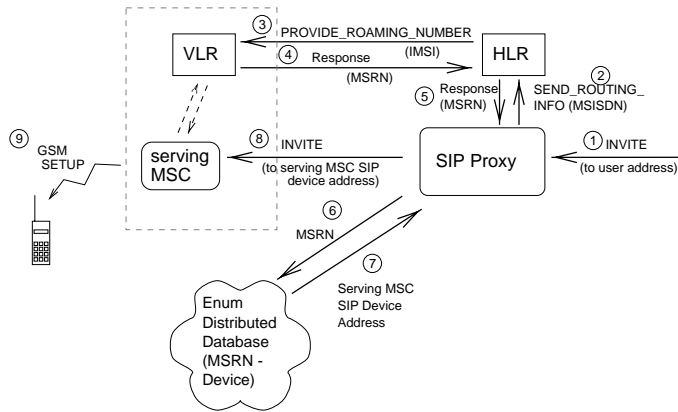 3 PROVIDE_ROAMING_NUMBER
(IMSI)
VLR
4 Response
(MSRN)
HLR
5 Response
(MSRN)
2
SEND_ROUTING_
INFO (MSISDN)
9
GSM
SETUP
serving
MSC
8 INVITE
(to serving MSC SIP
device address)
SIP Proxy
1 INVITE
(to user address)
6
MSRN
7
Serving MSC
SIP Device
Address
Enum
Distributed
Database
(MSRN -
Device)